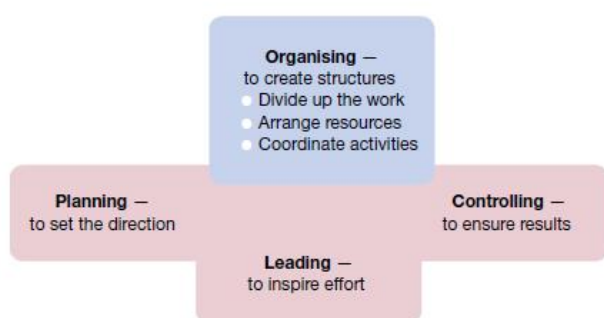 Organising —
to create structures
Divide up the work
Arrange resources
Coordinate activities
Planning —
to set the direction
Controlling —
to ensure results
Leading —
to inspire effort